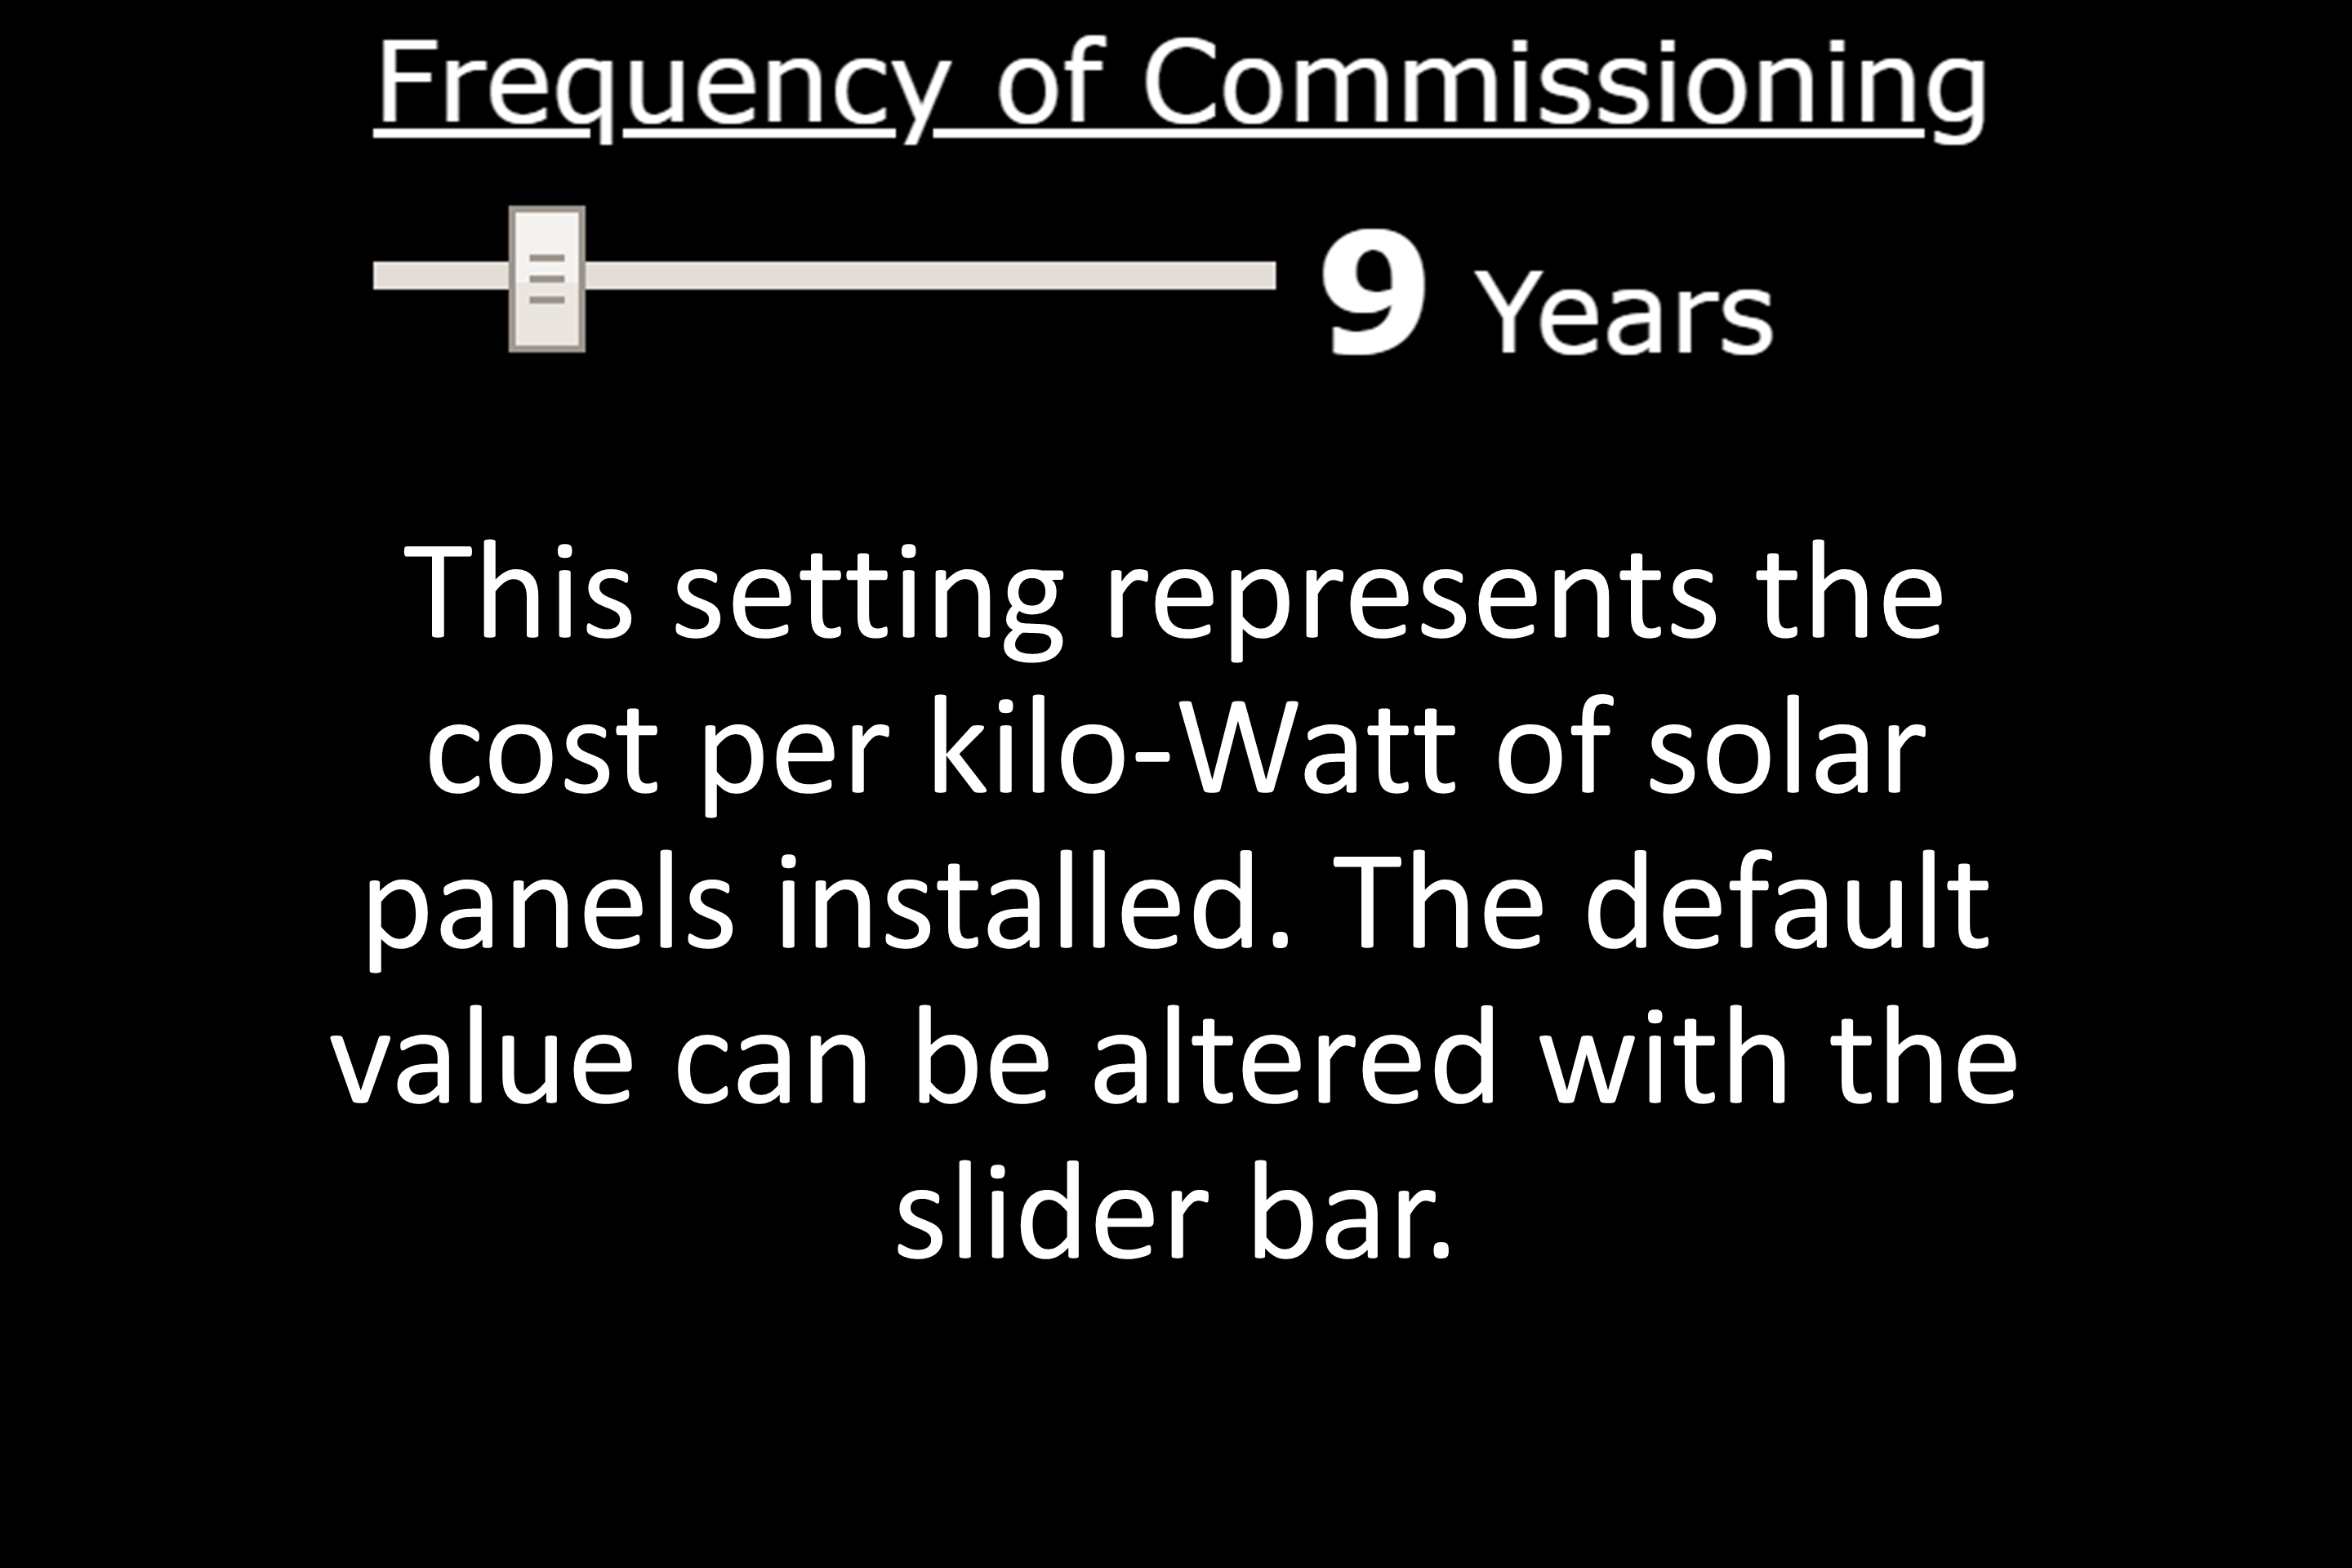 Frequency of Commissioning
9 Years
This setting represents the
cost per kilo-Watt of solar
panels installed. The default
value can be altered with the
slider bar.